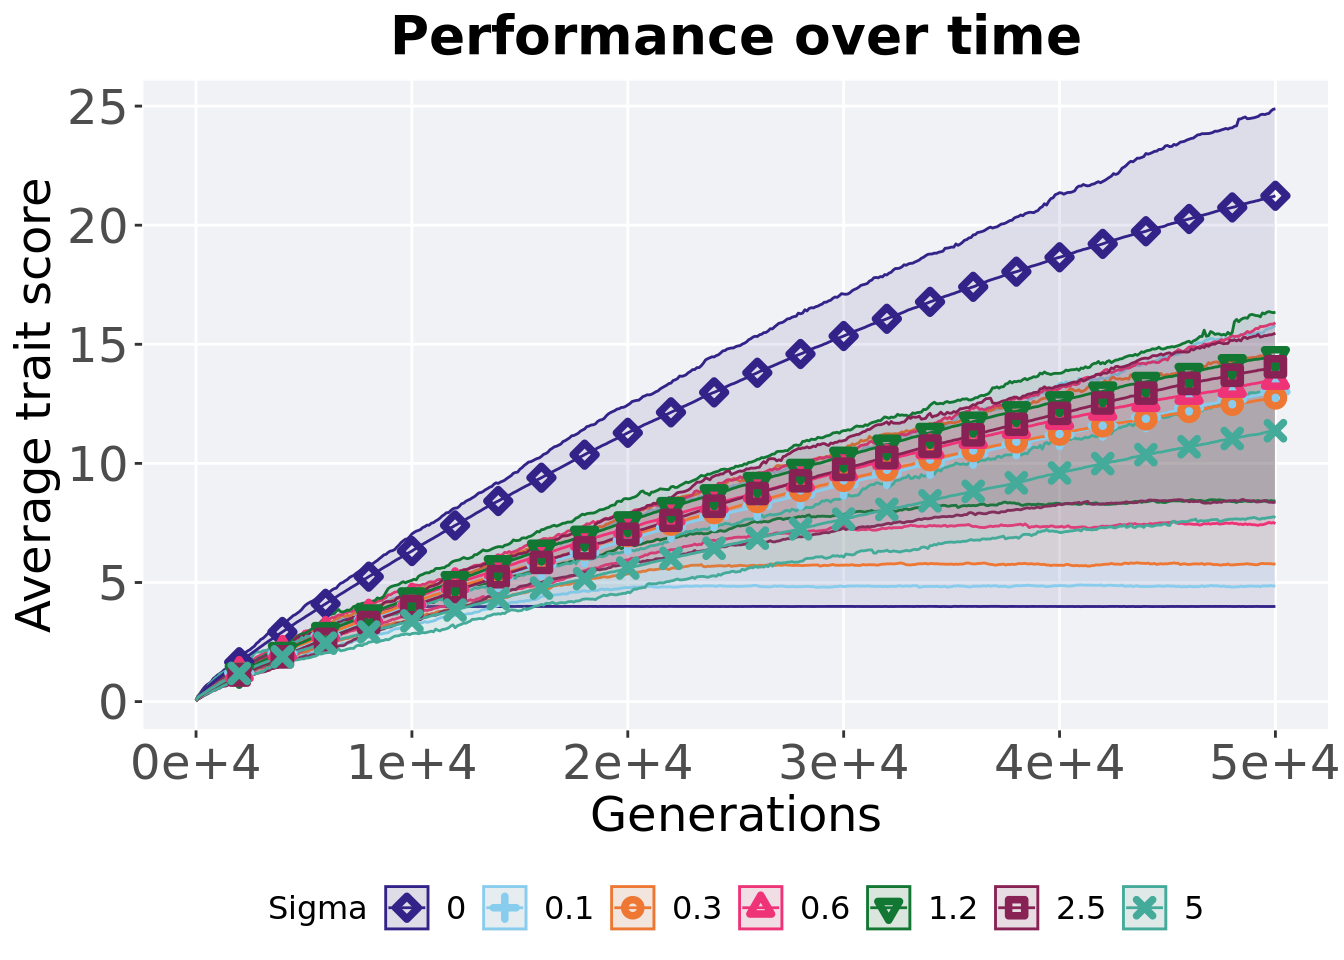 Performance over time
Average trait score
25
20
15
10
5
0
0e+4 1e+4 2e+4 3e+4 4e+4 5e+4
Generations
Sigma 0 0.1 0.3 0.6 1.2 2.5 5